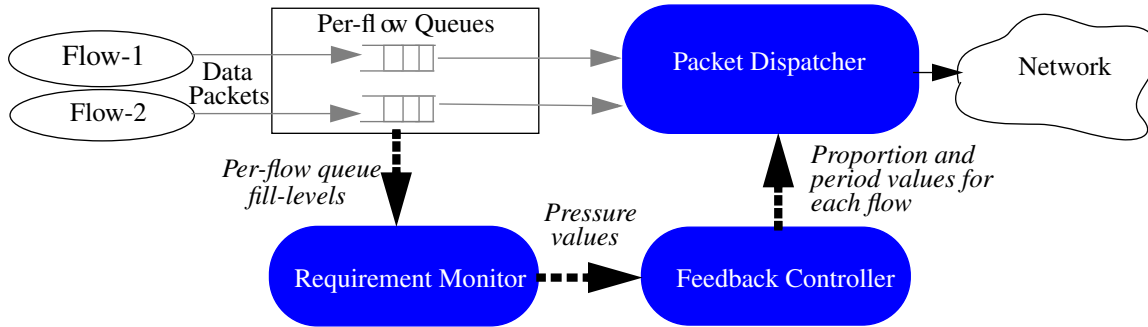 Per-flow Queues
Flow-1
Data
Packets
Flow-2
Packet Dispatcher
Network
Per-flow queue
fill-levels
Pressure
values
Proportion and
period values for
each flow
Requirement Monitor
Feedback Controller